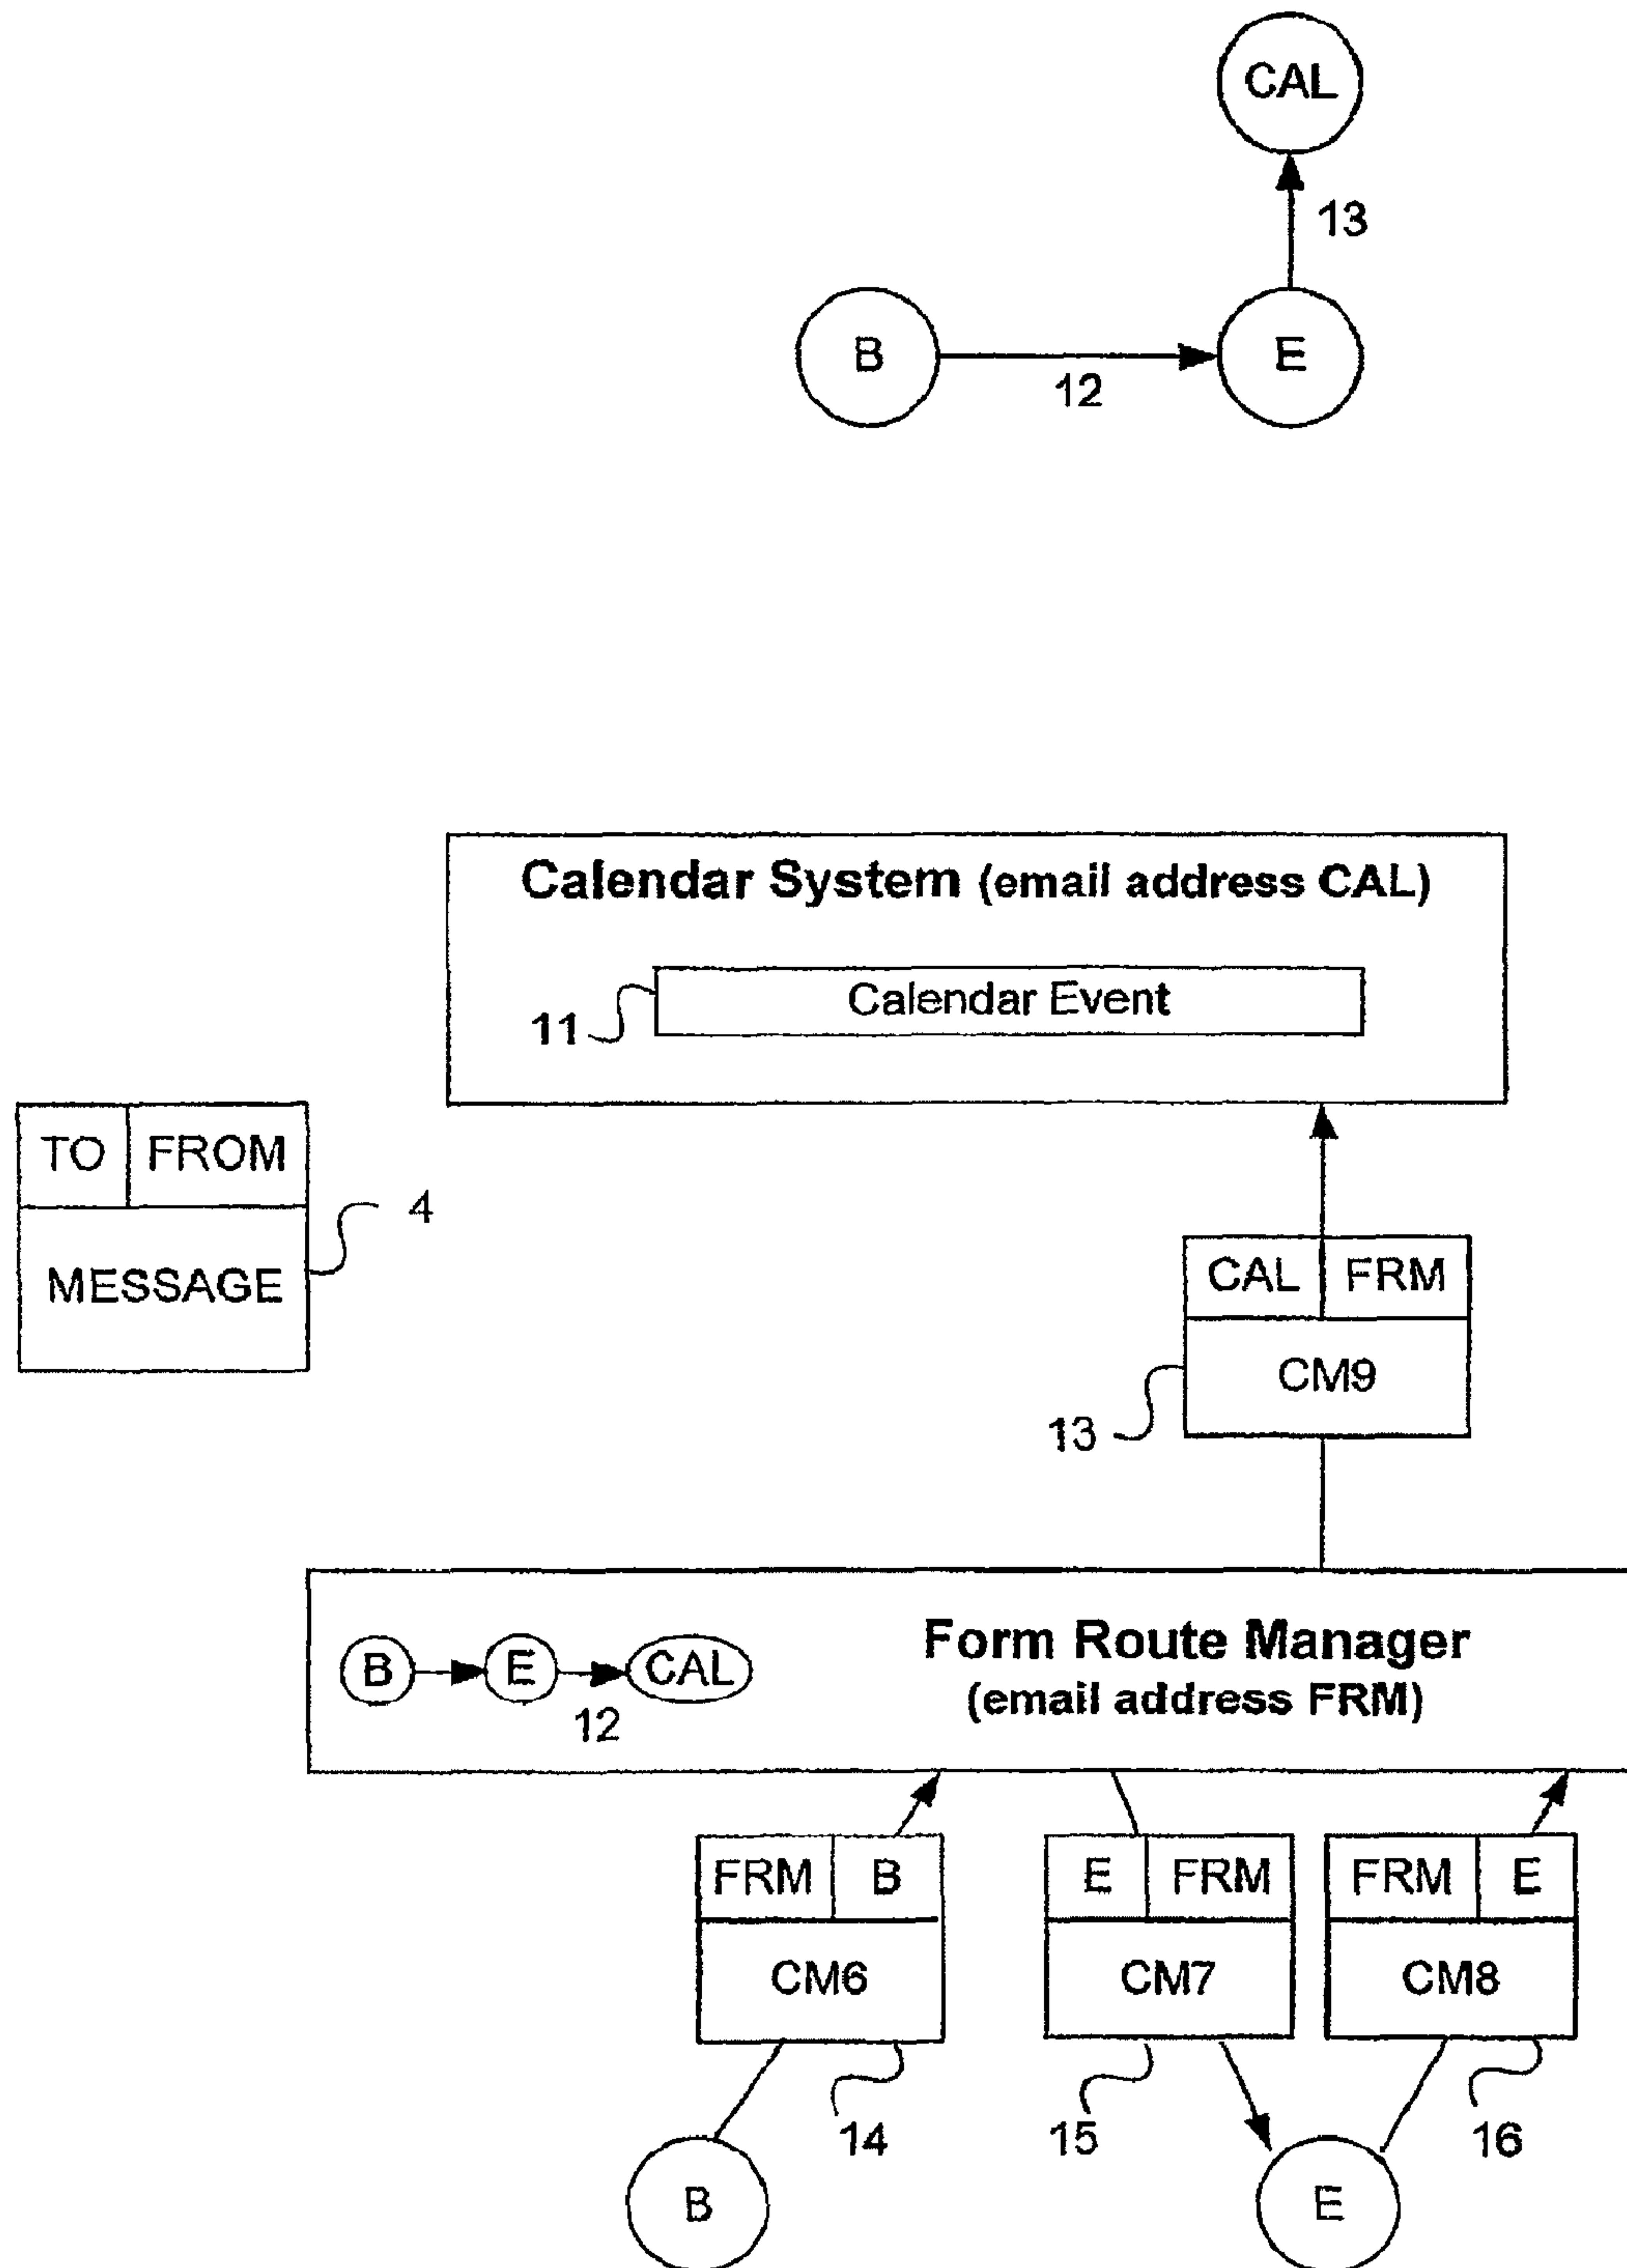 CAL
13
B
E
12
Calendar System (email address CAL)
Calendar Event
11
TO FROM
4
MESSAGE
CAL FRM
CM9
13
Form Route Manager
B E CAL
(email address FRM)
12
FRM B
E FRM
FRM E
CM6
CM7
CM8
14
15
16
B
E